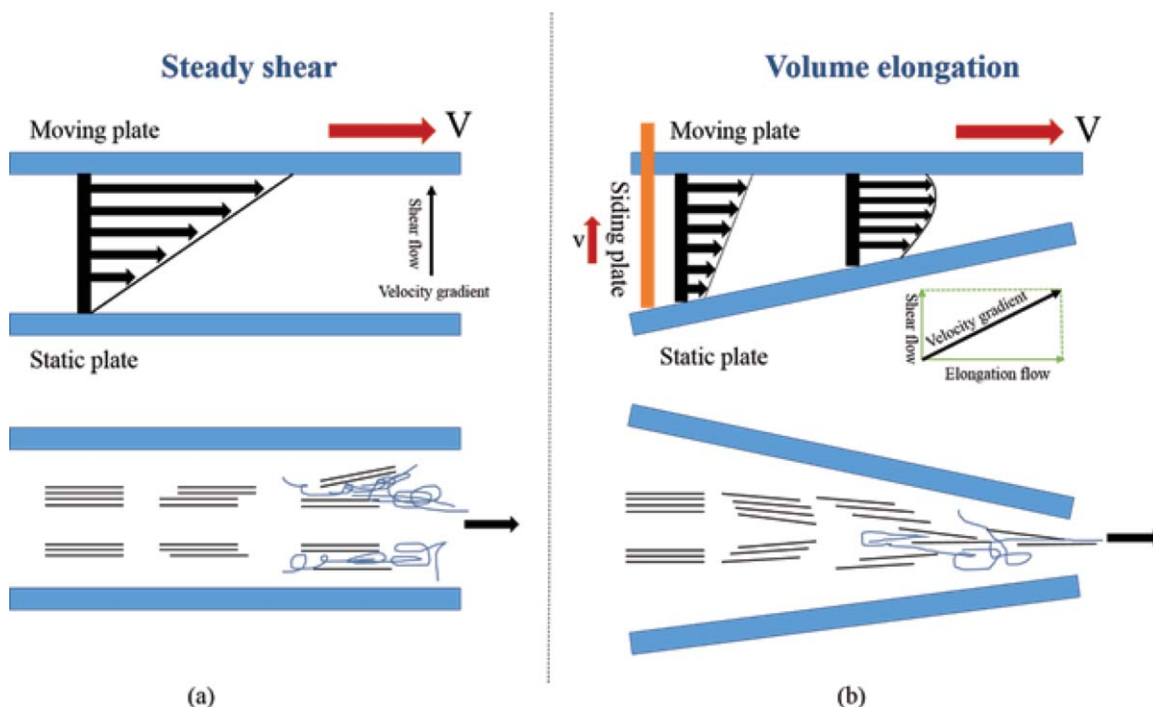 Steady shear
Moving plate
V
Shear flow
Velocity gradient
Static plate
(a)
Volume elongation
Moving plate
V
Siding plate
v
Shear flow
Velocity gradient
Elongation flow
Static plate
(b)